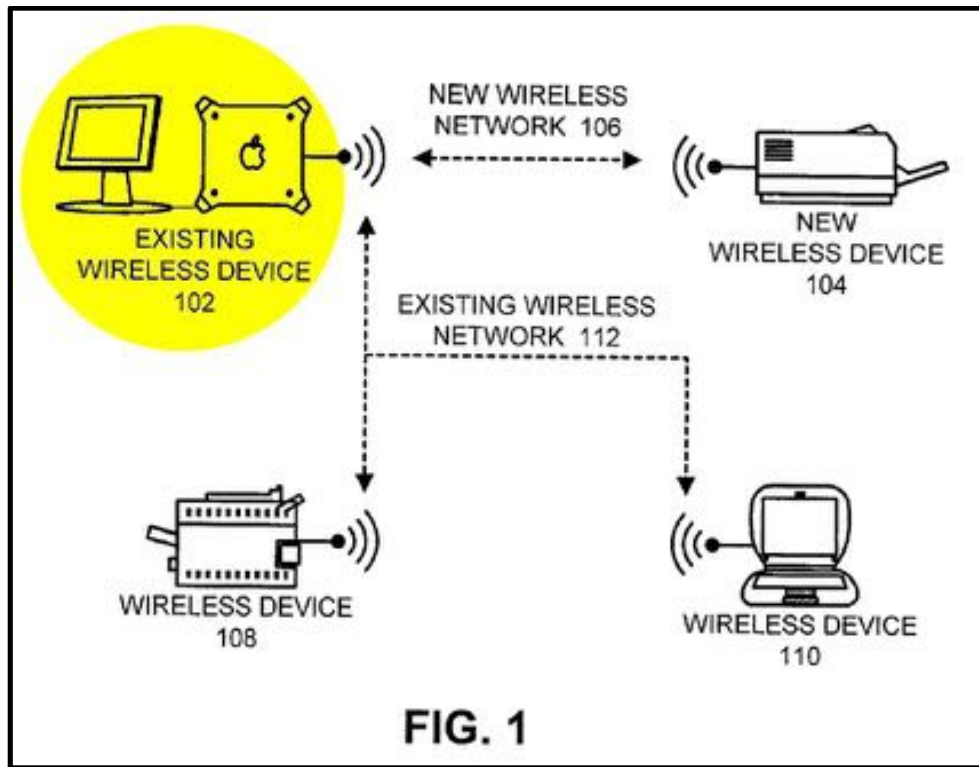 NEW WIRELESS
NETWORK 106
EXISTING
WIRELESS DEVICE
102
NEW
WIRELESS
DEVICE 104
EXISTING WIRELESS
NETWORK 112
WIRELESS DEVICE
108
WIRELESS DEVICE
110
FIG. 1